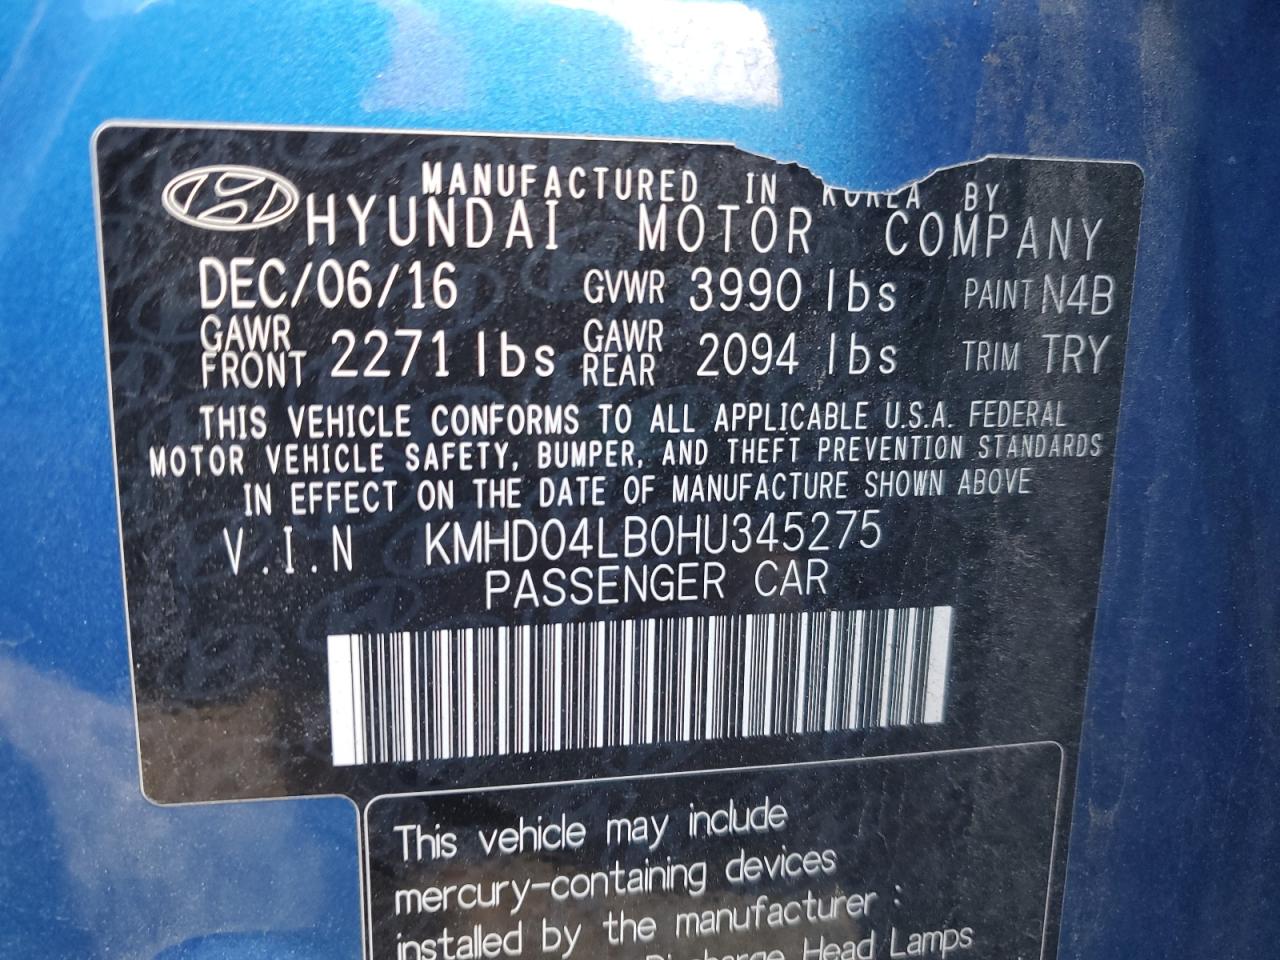 MANUFACTURED IN KOREA BY
HYUNDAI MOTOR COMPANY
DEC/06/16 GVWR 3990 lbs PAINT N4B
GAWR FRONT 2271 lbs GAWR REAR 2094 lbs TRIM TRY
THIS VEHICLE CONFORMS TO ALL APPLICABLE U.S.A. FEDERAL
MOTOR VEHICLE SAFETY, BUMPER, AND THEFT PREVENTION STANDARDS
IN EFFECT ON THE DATE OF MANUFACTURE SHOWN ABOVE
V.I.N KMHD04LB0HU345275
PASSENGER CAR
This vehicle may include
mercury-containing devices
installed by the manufacturer :
Discharge Head Lamps